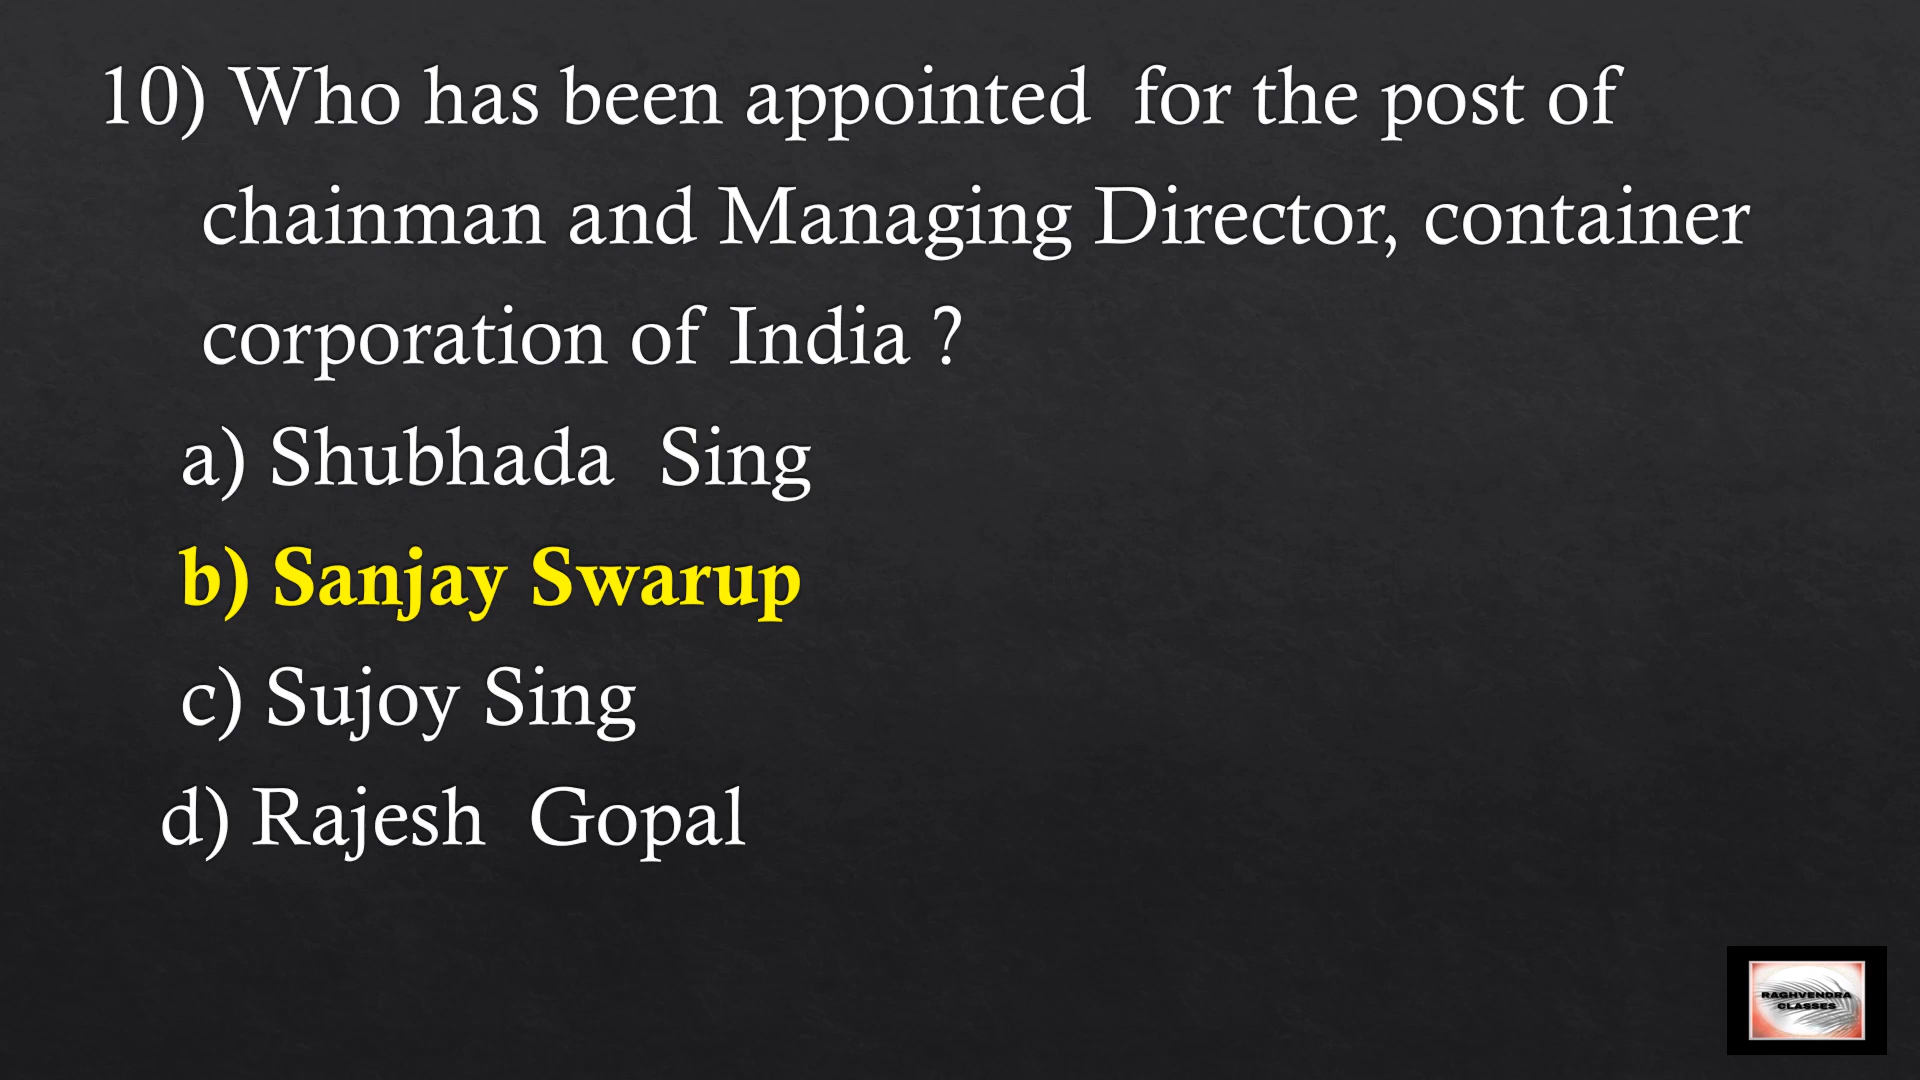 10) Who has been appointed for the post of
chainman and Managing Director, container
corporation of India ?
a) Shubhada Sing
b) Sanjay Swarup
c) Sujoy Sing
d) Rajesh Gopal
RAGHVENDRA
CLASSES